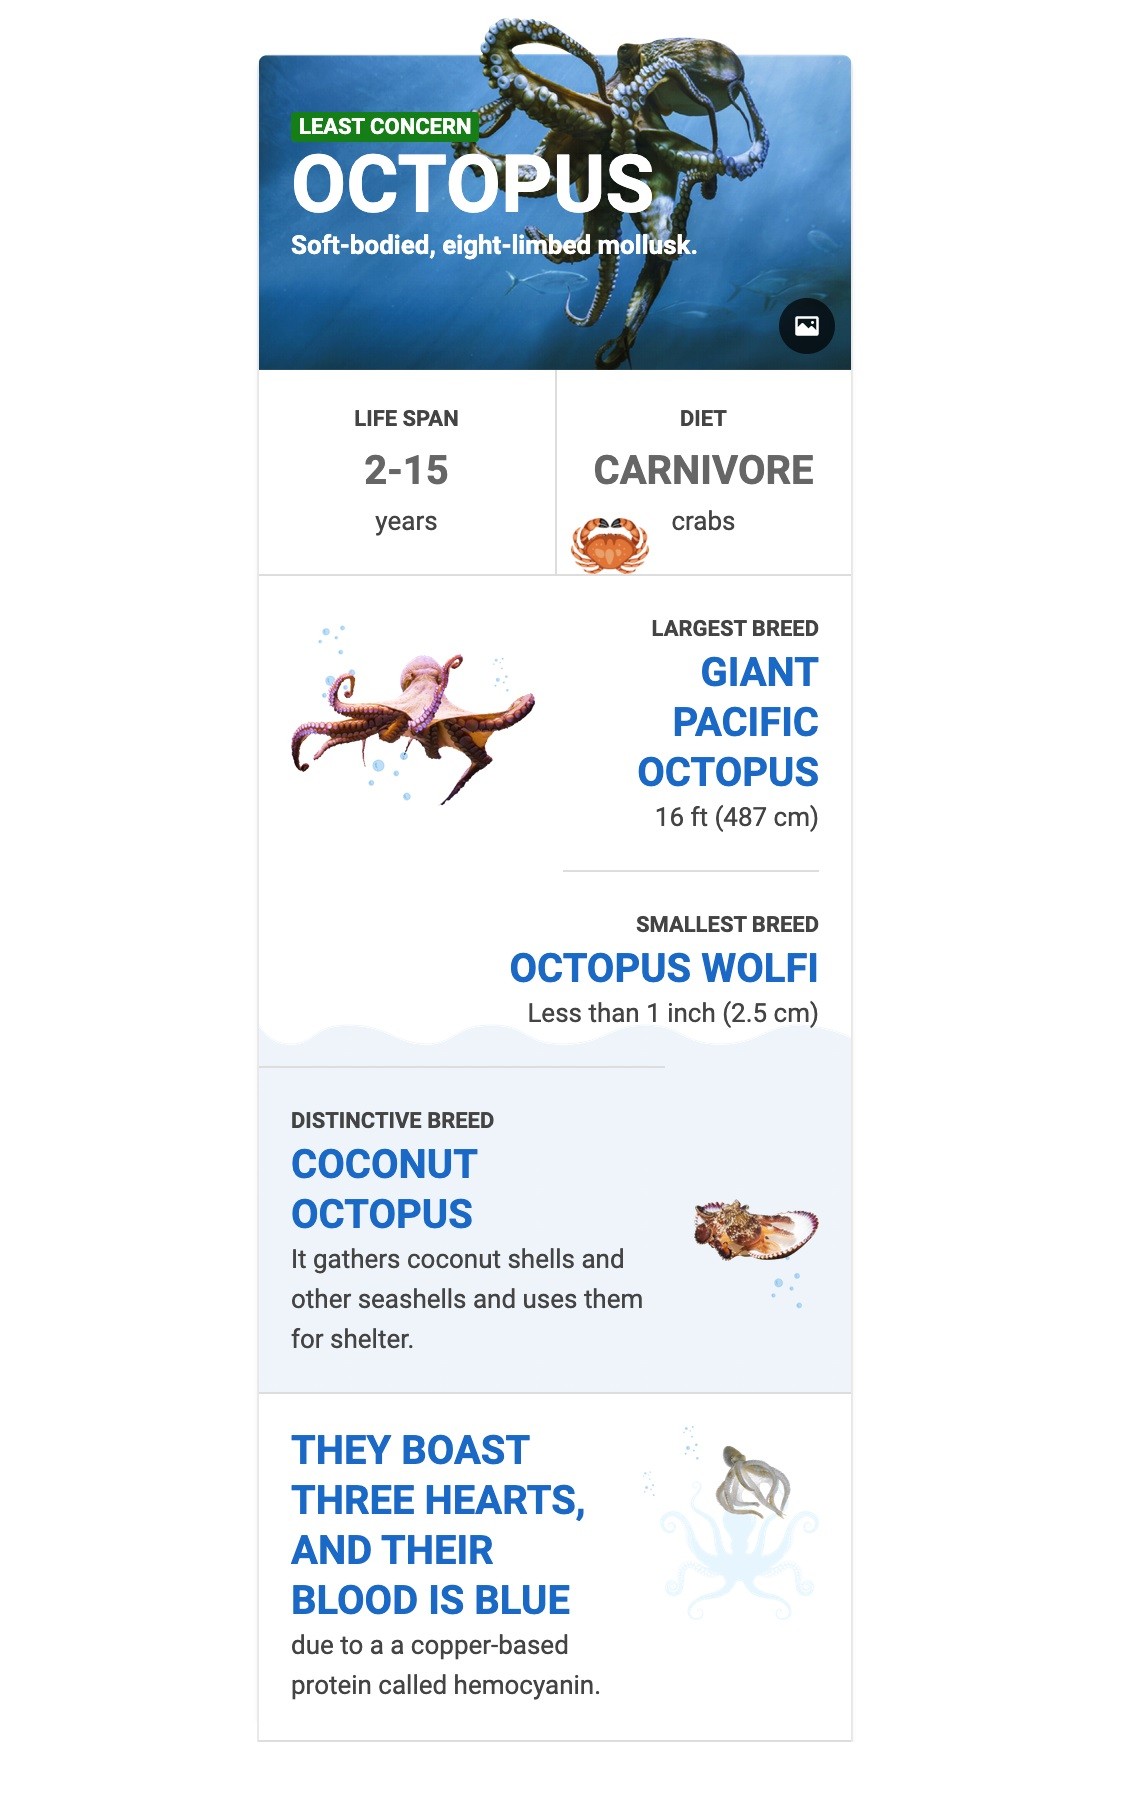 LEAST CONCERN
OCTOPUS
Soft-bodied, eight-limbed mollusk.
LIFE SPAN
2-15
years
DIET
CARNIVORE
crabs
LARGEST BREED
GIANT
PACIFIC
OCTOPUS
16 ft (487 cm)
SMALLEST BREED
OCTOPUS WOLFI
Less than 1 inch (2.5 cm)
DISTINCTIVE BREED
COCONUT
OCTOPUS
It gathers coconut shells and
other seashells and uses them
for shelter.
THEY BOAST
THREE HEARTS,
AND THEIR
BLOOD IS BLUE
due to a a copper-based
protein called hemocyanin.